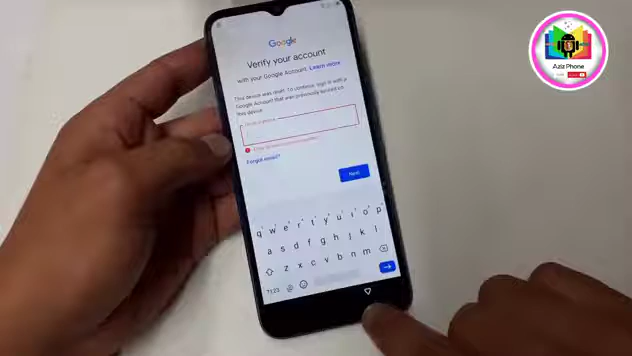 Google
Verify your account
with your Google Account. Learn more
This device was reset. To continue, sign in with a
Google Account that was previously synced on
this device.
Forgot email?
Next
q w e r t y u i o p
a s d f g h j k l
z x c v b n m
?123
Aziz Phone